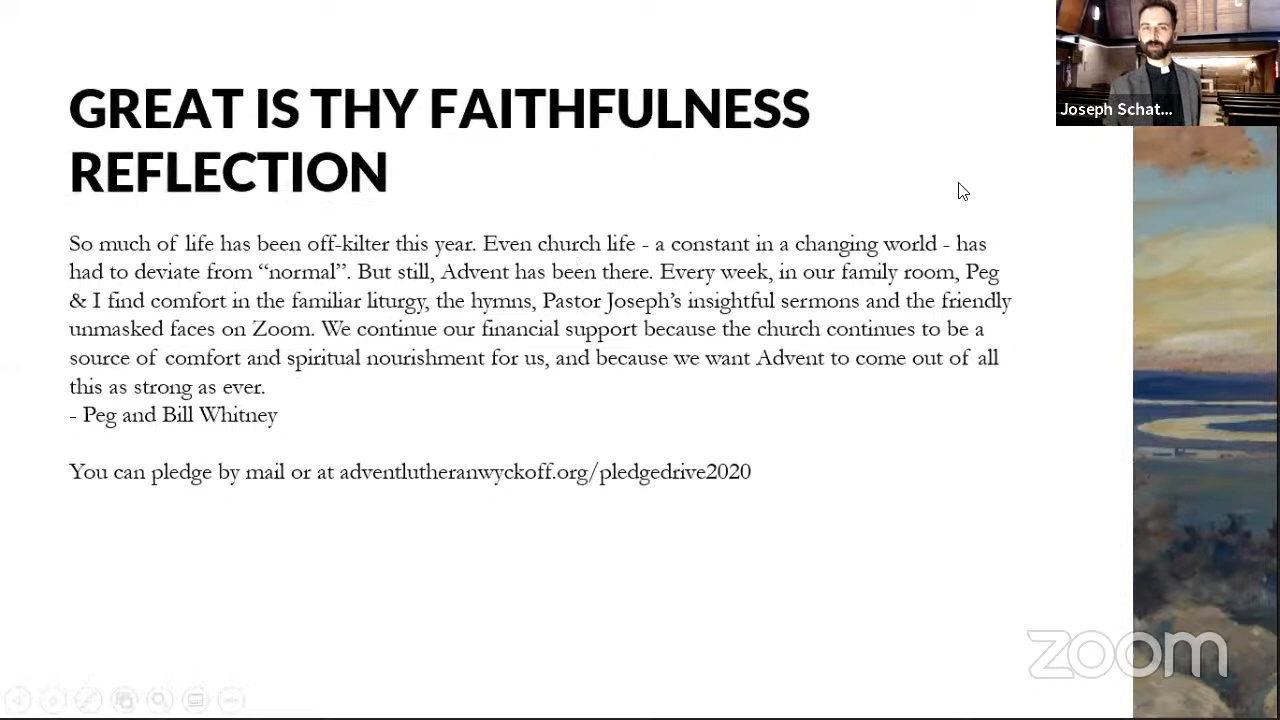 GREAT IS THY FAITHFULNESS
REFLECTION
Joseph Schat...
So much of life has been off-kilter this year. Even church life - a constant in a changing world - has
had to deviate from “normal”. But still, Advent has been there. Every week, in our family room, Peg
& I find comfort in the familiar liturgy, the hymns, Pastor Joseph’s insightful sermons and the friendly
unmasked faces on Zoom. We continue our financial support because the church continues to be a
source of comfort and spiritual nourishment for us, and because we want Advent to come out of all
this as strong as ever.
- Peg and Bill Whitney
You can pledge by mail or at adventlutheranwyckoff.org/pledgedrive2020
zoom